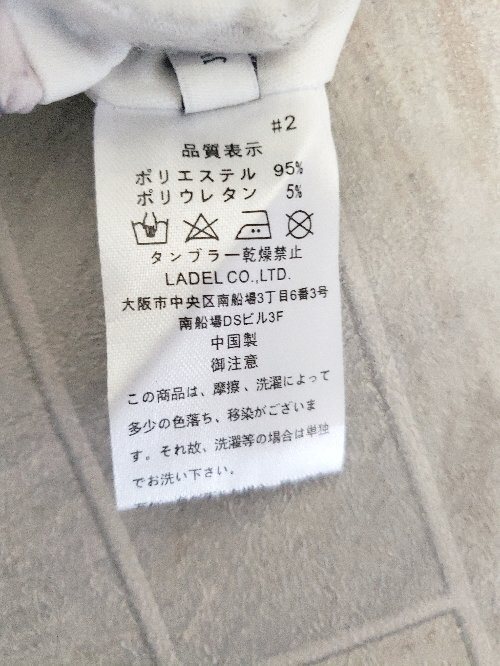 #2
品質表示
ポリエステル 95%
ポリウレタン 5%
タンブラー乾燥禁止
LADEL CO.,LTD.
大阪市中央区南船場3丁目6番3号
南船場DSビル3F
中国製
御注意
この商品は、摩擦、洗濯によって
多少の色落ち、移染がございま
す。それ故、洗濯等の場合は単独
でお洗い下さい。